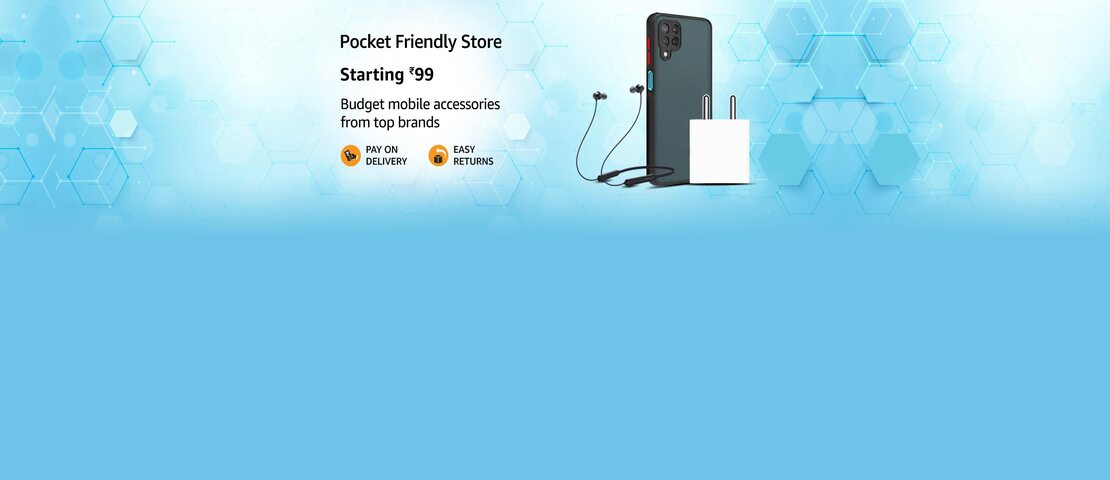 Pocket Friendly Store
Starting ₹99
Budget mobile accessories
from top brands
PAY ON
DELIVERY
EASY
RETURNS